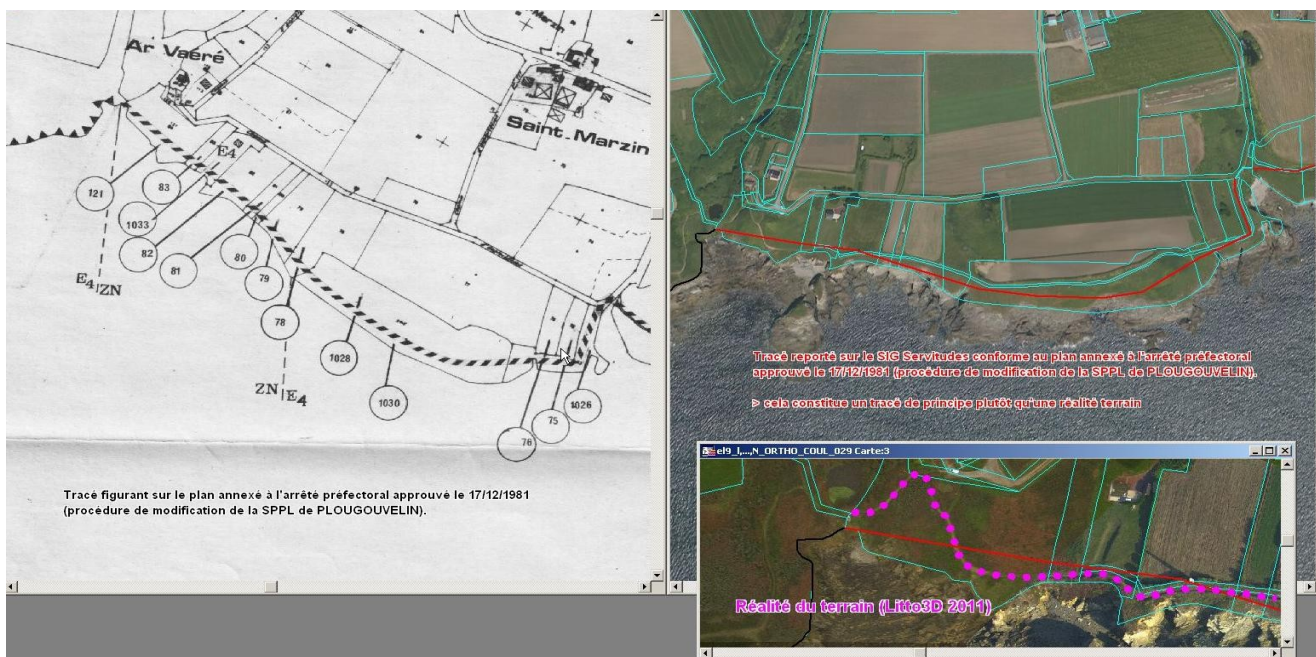 Marzin
Ar Vaéré
Saint-Marzin
E4
121
83
1033
82
81
80
79
E4 ZN
78
1028
ZN E4
1030
76
75
1026
Tracé figurant sur le plan annexé à l'arrêté préfectoral approuvé le 17/12/1981
(procédure de modification de la SPPL de PLOUGOUVELIN).
Tracé reporté sur le SIG Servitudes conforme au plan annexé à l'arrêté préfectoral
approuvé le 17/12/1981 (procédure de modification de la SPPL de PLOUGOUVELIN).
> cela constitue un tracé de principe plutôt qu'une réalité terrain
el9_l,...,N_ORTHO_COUL_029 Carte:3
Réalité du terrain (Litto3D 2011)